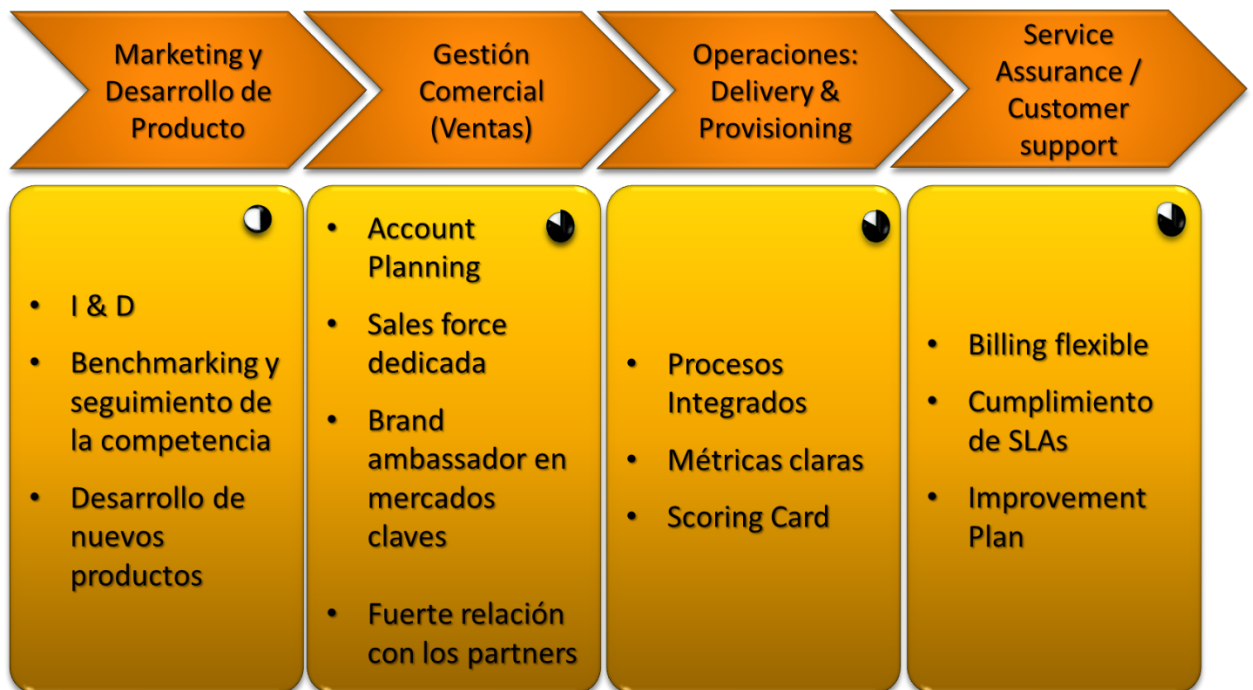 Marketing y
Desarrollo de
Producto
Gestión
Comercial
(Ventas)
Operaciones:
Delivery &
Provisioning
Service
Assurance /
Customer
support
• I & D
• Benchmarking y
seguimiento de
la competencia
• Desarrollo de
nuevos
productos
• Account
Planning
• Sales force
dedicada
• Brand
ambassador en
mercados
claves
• Fuerte relación
con los partners
• Procesos
Integrados
• Métricas claras
• Scoring Card
• Billing flexible
• Cumplimiento
de SLAs
• Improvement
Plan